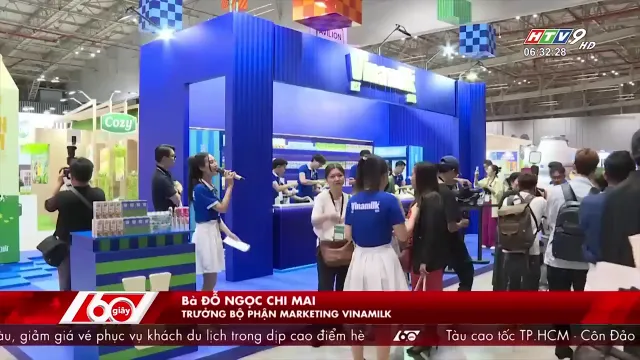 PAVILION
HTV9 HD
06:32:28
Vinamilk
Cozy
Vinamilk
Bà ĐỖ NGỌC CHI MAI
TRƯỞNG BỘ PHẬN MARKETING VINAMILK
60 giây
àu, giảm giá vé phục vụ khách du lịch trong dịp cao điểm hè 60 Tàu cao tốc TP.HCM - Côn Đảo